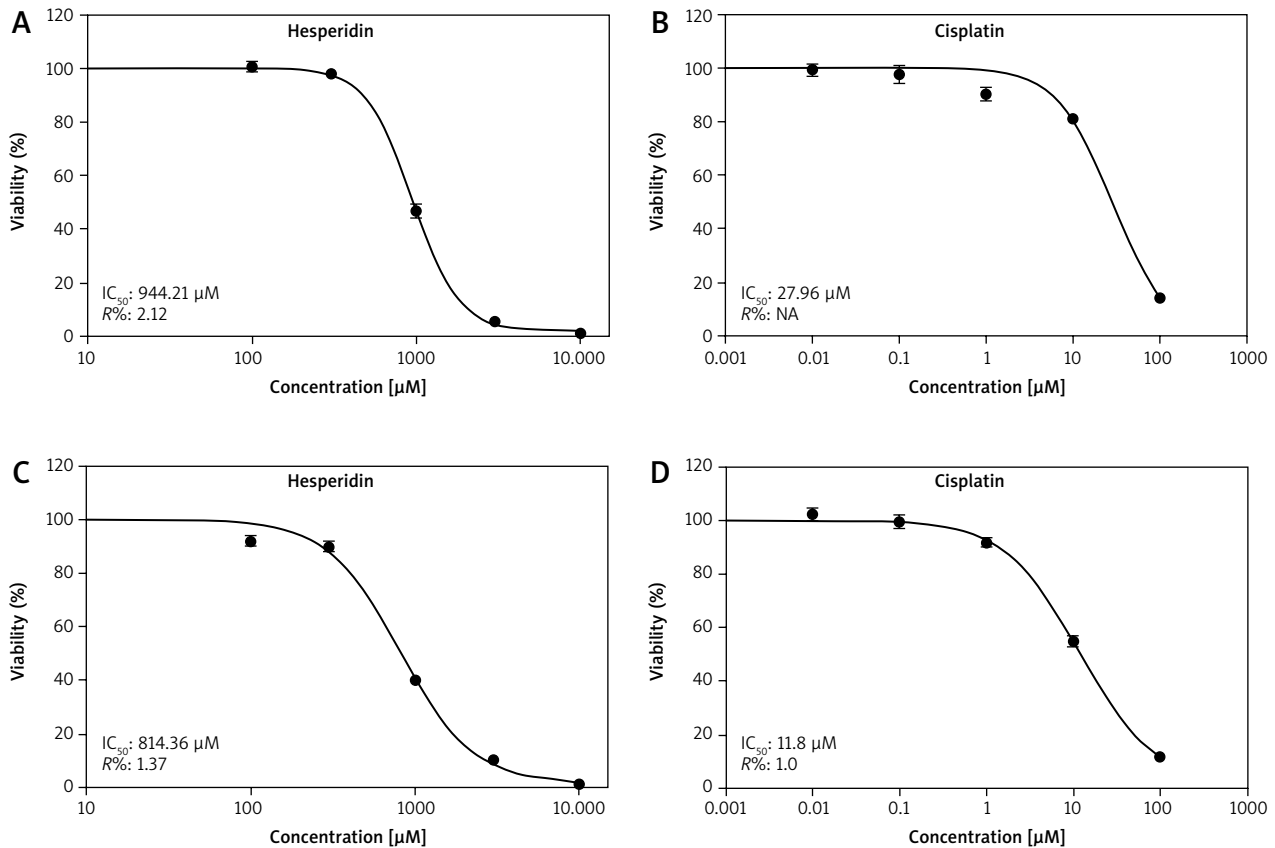 A
Hesperidin
120
100
80
60
40
20
0
Viability (%)
IC50: 944.21 µM
R%: 2.12
10 100 1000 10.000
Concentration [µM]
B
Cisplatin
120
100
80
60
40
20
0
Viability (%)
IC50: 27.96 µM
R%: NA
0.001 0.01 0.1 1 10 100 1000
Concentration [µM]
C
Hesperidin
120
100
80
60
40
20
0
Viability (%)
IC50: 814.36 µM
R%: 1.37
10 100 1000 10.000
Concentration [µM]
D
Cisplatin
120
100
80
60
40
20
0
Viability (%)
IC50: 11.8 µM
R%: 1.0
0.001 0.01 0.1 1 10 100 1000
Concentration [µM]